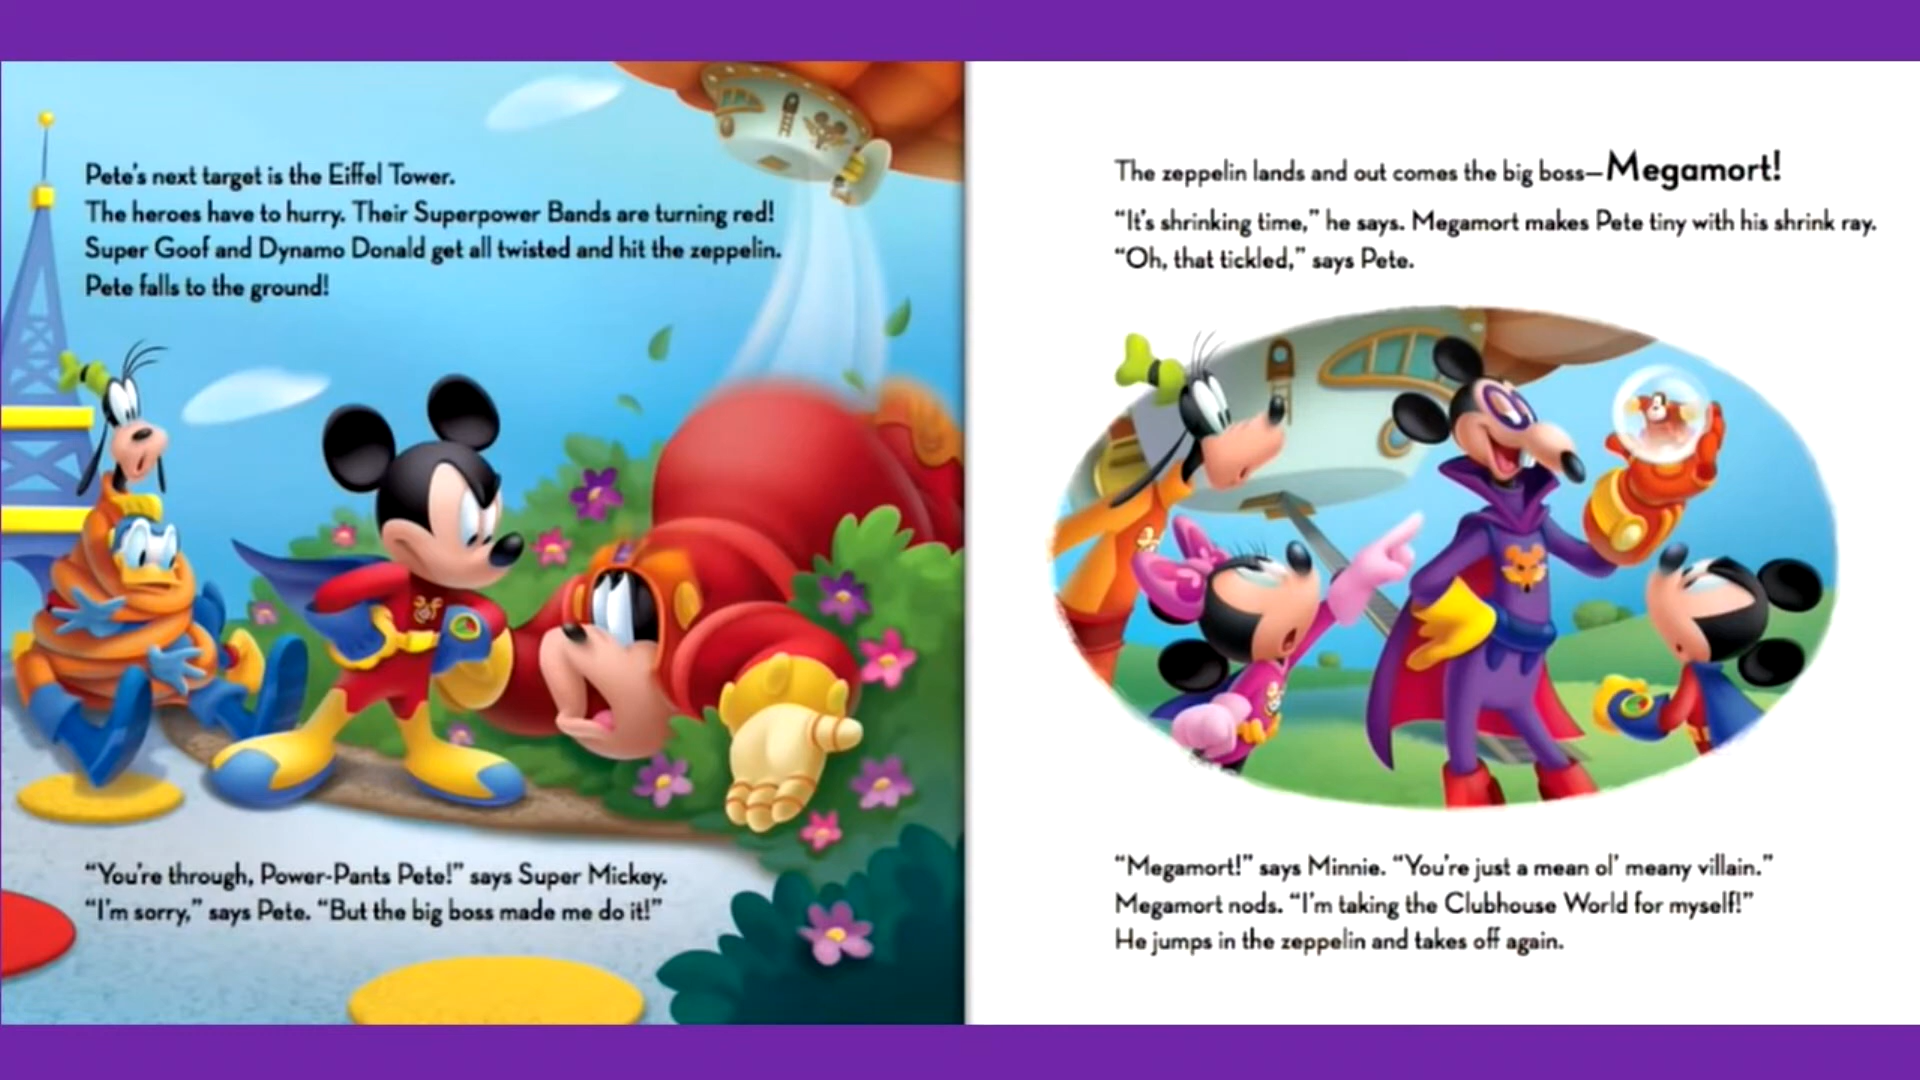 Pete's next target is the Eiffel Tower.
The heroes have to hurry. Their Superpower Bands are turning red!
Super Goof and Dynamo Donald get all twisted and hit the zeppelin.
Pete falls to the ground!
“You're through, Power-Pants Pete!” says Super Mickey.
“I'm sorry,” says Pete. “But the big boss made me do it!”
The zeppelin lands and out comes the big boss—Megamort!
“It's shrinking time,” he says. Megamort makes Pete tiny with his shrink ray.
“Oh, that tickled,” says Pete.
“Megamort!” says Minnie. “You're just a mean ol' meany villain.”
Megamort nods. “I'm taking the Clubhouse World for myself!”
He jumps in the zeppelin and takes off again.